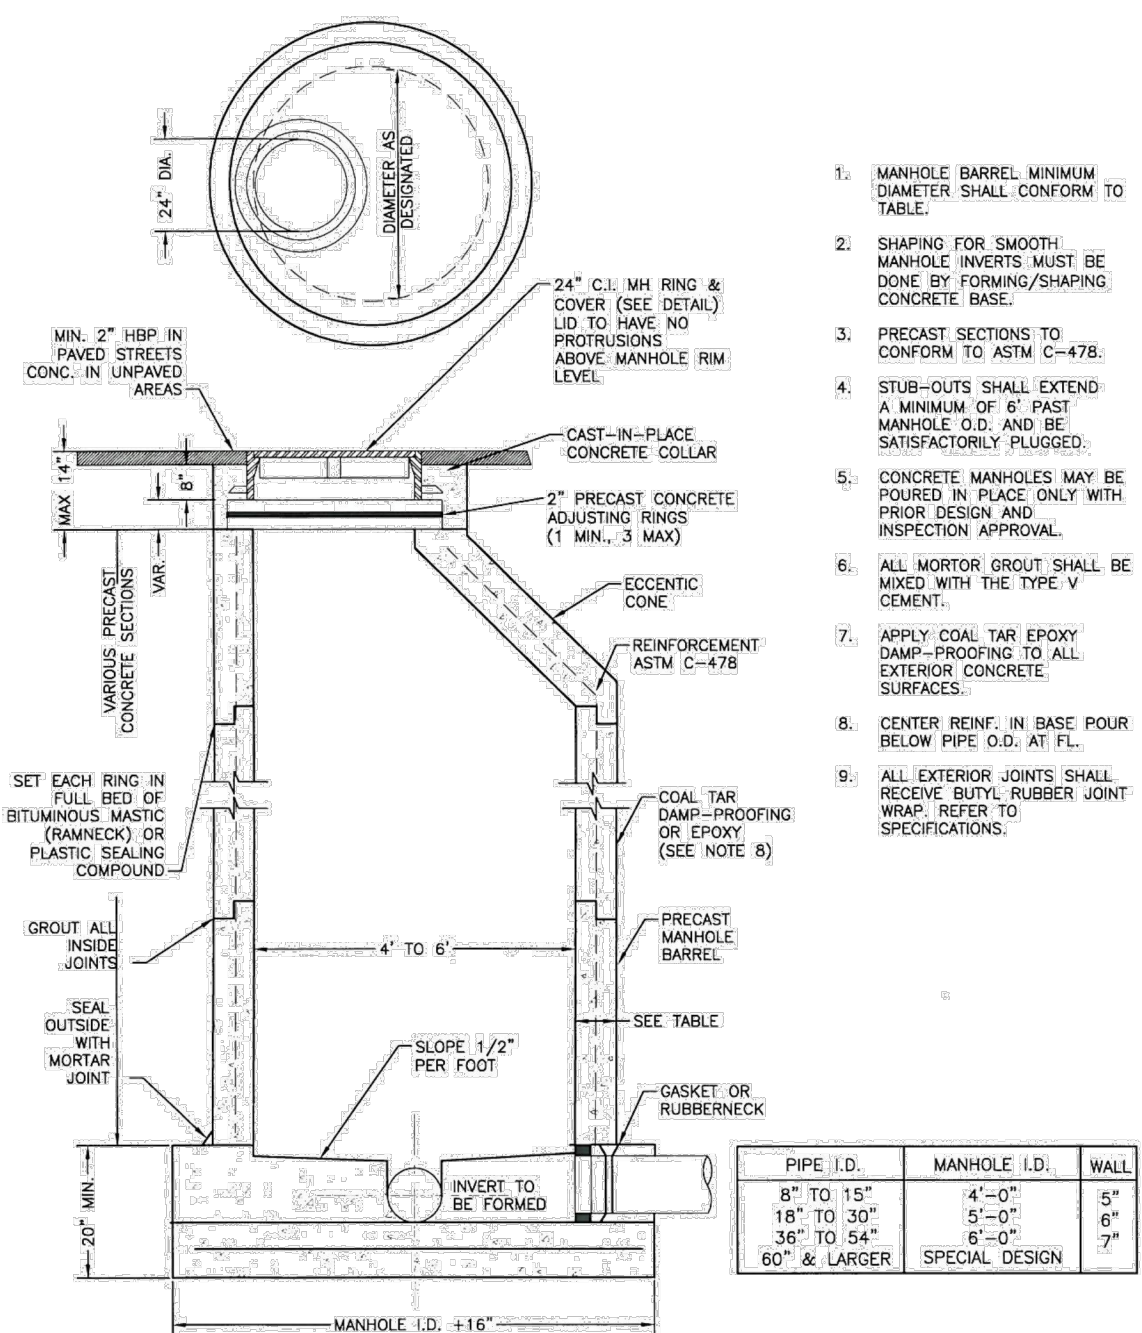 24" DIA.
DIAMETER AS
DESIGNATED
24" C.I. MH RING &
COVER (SEE DETAIL)
LID TO HAVE NO
PROTRUSIONS
ABOVE MANHOLE RIM
LEVEL
MIN. 2" HBP IN
PAVED STREETS
CONC. IN UNPAVED
AREAS
CAST-IN-PLACE
CONCRETE COLLAR
MAX 14"
8"
2" PRECAST CONCRETE
ADJUSTING RINGS
(1 MIN., 3 MAX)
VAR.
VARIOUS PRECAST
CONCRETE SECTIONS
ECCENTIC
CONE
REINFORCEMENT
ASTM C-478
SET EACH RING IN
FULL BED OF
BITUMINOUS MASTIC
(RAMNECK) OR
PLASTIC SEALING
COMPOUND
COAL TAR
DAMP-PROOFING
OR EPOXY
(SEE NOTE 8)
GROUT ALL
INSIDE
JOINTS
4' TO 6'
PRECAST
MANHOLE
BARREL
SEAL
OUTSIDE
WITH
MORTAR
JOINT
SEE TABLE
SLOPE 1/2"
PER FOOT
GASKET OR
RUBBERNECK
20" MIN.
INVERT TO
BE FORMED
MANHOLE I.D. +16"
1. MANHOLE BARREL MINIMUM
DIAMETER SHALL CONFORM TO
TABLE.
2. SHAPING FOR SMOOTH
MANHOLE INVERTS MUST BE
DONE BY FORMING/SHAPING
CONCRETE BASE.
3. PRECAST SECTIONS TO
CONFORM TO ASTM C-478.
4. STUB-OUTS SHALL EXTEND
A MINIMUM OF 6' PAST
MANHOLE O.D. AND BE
SATISFACTORILY PLUGGED.
5. CONCRETE MANHOLES MAY BE
POURED IN PLACE ONLY WITH
PRIOR DESIGN AND
INSPECTION APPROVAL.
6. ALL MORTOR GROUT SHALL BE
MIXED WITH THE TYPE V
CEMENT.
7. APPLY COAL TAR EPOXY
DAMP-PROOFING TO ALL
EXTERIOR CONCRETE
SURFACES.
8. CENTER REINF. IN BASE POUR
BELOW PIPE O.D. AT FL.
9. ALL EXTERIOR JOINTS SHALL
RECEIVE BUTYL RUBBER JOINT
WRAP. REFER TO
SPECIFICATIONS.
PIPE I.D. MANHOLE I.D. WALL
8" TO 15" 4'-0" 5"
18" TO 30" 5'-0" 6"
36" TO 54" 6'-0" 7"
60" & LARGER SPECIAL DESIGN